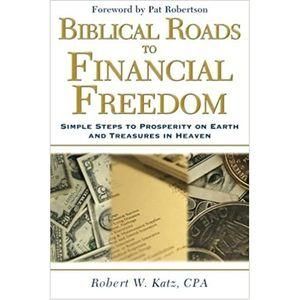 Foreword by Pat Robertson
BIBLICAL ROADS
TO
FINANCIAL
FREEDOM
SIMPLE STEPS TO PROSPERITY ON EARTH
AND TREASURES IN HEAVEN
Robert W. Katz, CPA